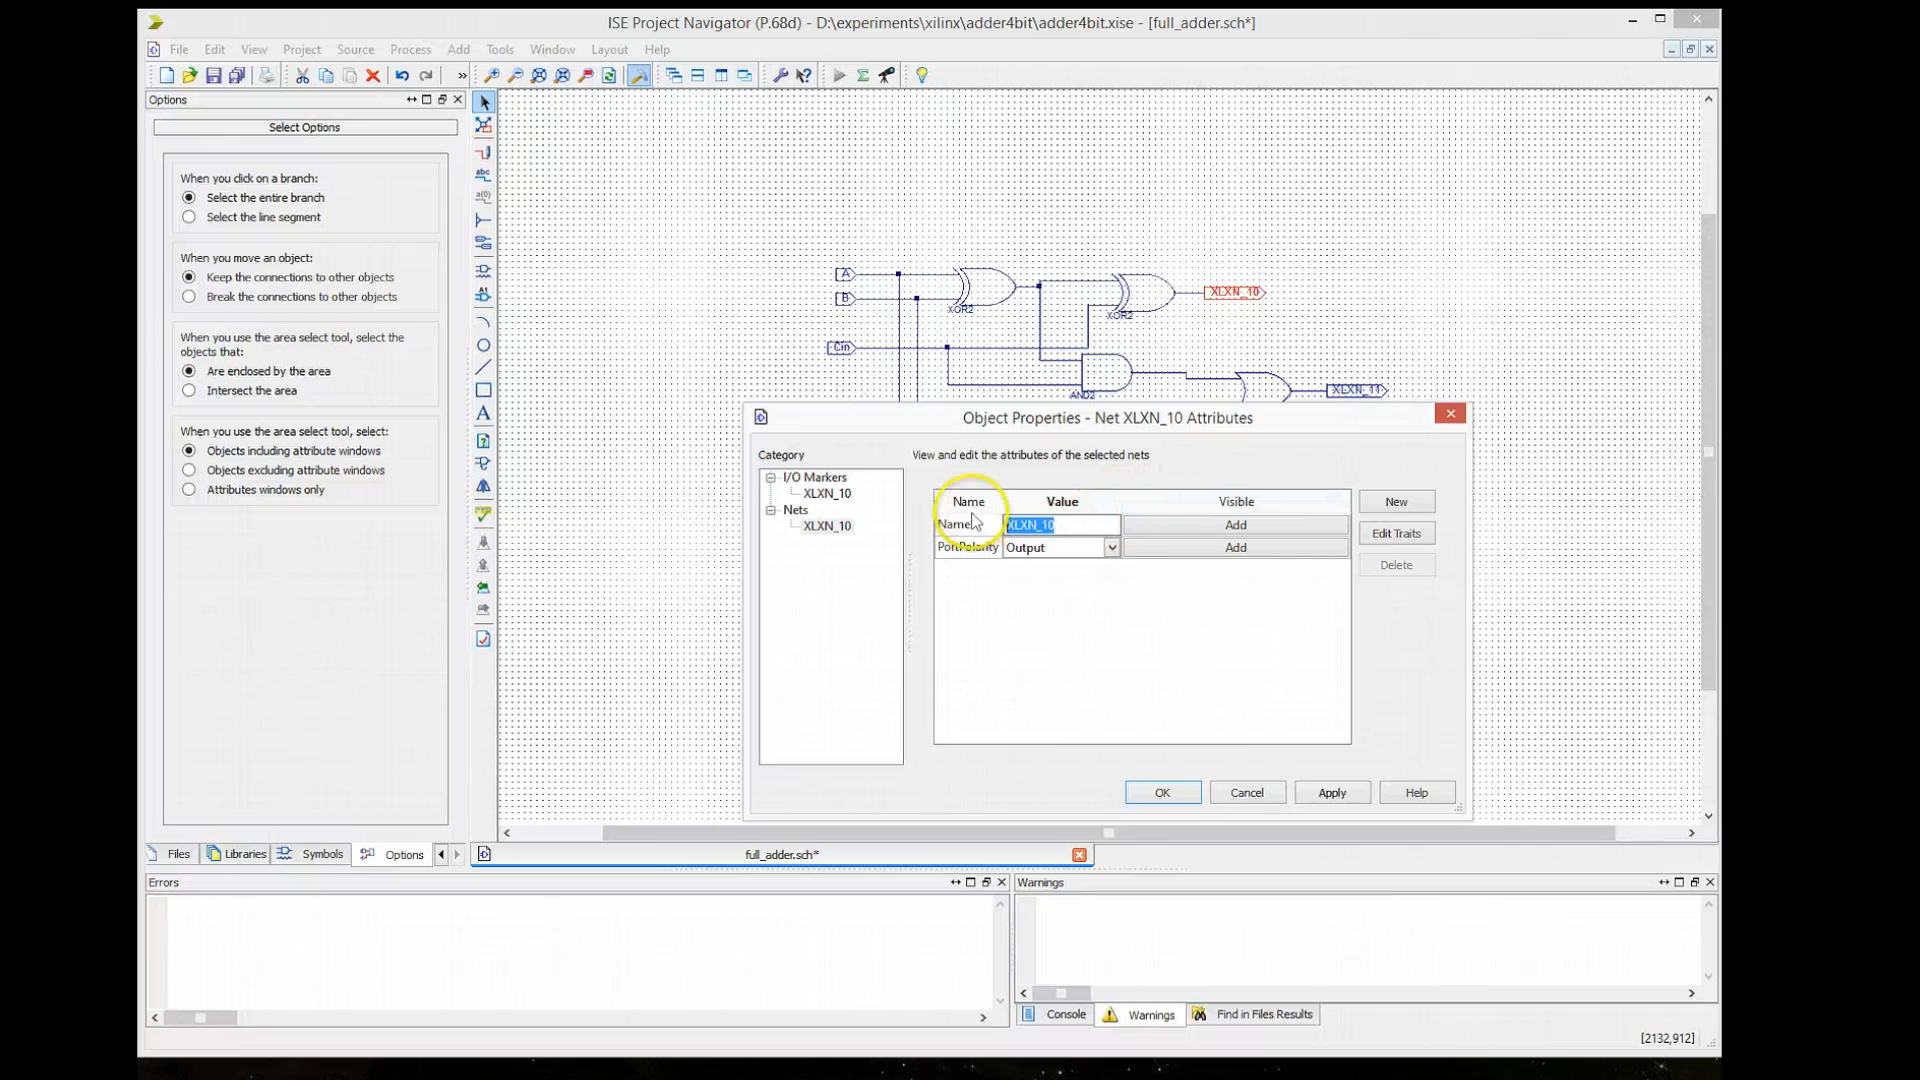 ISE Project Navigator (P.68d) - D:\experiments\xilinx\adder4bit\adder4bit.xise - [full_adder.sch*]
File Edit View Project Source Process Add Tools Window Layout Help
Options
Select Options
When you click on a branch:
Select the entire branch
Select the line segment
When you move an object:
Keep the connections to other objects
Break the connections to other objects
When you use the area select tool, select the
objects that:
Are enclosed by the area
Intersect the area
When you use the area select tool, select:
Objects including attribute windows
Objects excluding attribute windows
Attributes windows only
abc
a(0)
A1
A
A
B
Cin
XOR2
XOR2
AND2
XLXN_10
XLXN_11
Object Properties - Net XLXN_10 Attributes
Category
I/O Markers
XLXN_10
Nets
XLXN_10
View and edit the attributes of the selected nets
Name Value Visible
Name XLXN_10 Add
PortPolarity Output Add
New
Edit Traits
Delete
OK Cancel Apply Help
Files Libraries Symbols Options
full_adder.sch*
Errors
Warnings
Console Warnings Find in Files Results
[2132,912]